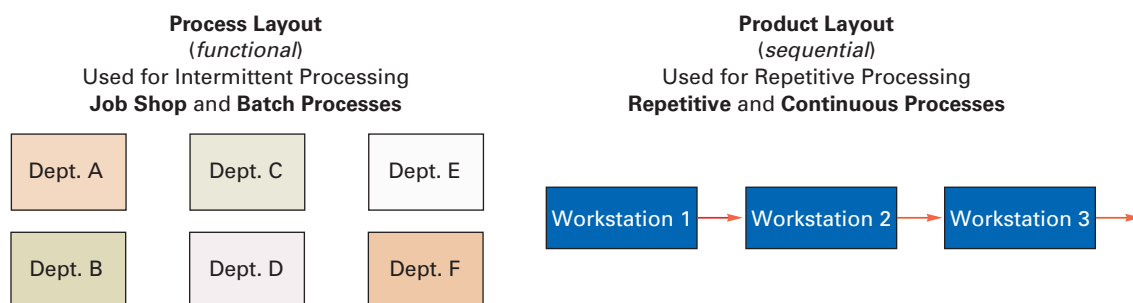 Process Layout
(functional)
Used for Intermittent Processing
Job Shop and Batch Processes
Dept. A
Dept. C
Dept. E
Dept. B
Dept. D
Dept. F
Product Layout
(sequential)
Used for Repetitive Processing
Repetitive and Continuous Processes
Workstation 1
Workstation 2
Workstation 3